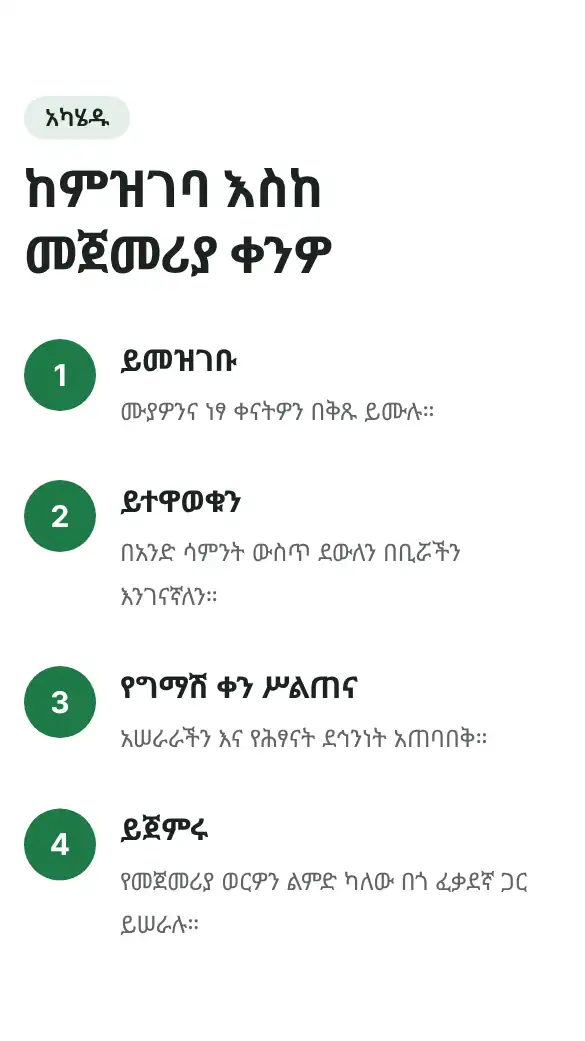 አካሄዱ
ከምዝገባ እስከ
መጀመሪያ ቀንዎ
1
ይመዝገቡ
ሙያዎንና ነፃ ቀናትዎን በቅጹ ይሙሉ።
2
ይተዋወቁን
በአንድ ሳምንት ውስጥ ደውለን በቢሯችን
እንገናኛለን።
3
የግማሽ ቀን ሥልጠና
አሠራራችን እና የሕፃናት ደኅንነት አጠባበቅ።
4
ይጀምሩ
የመጀመሪያ ወርዎን ልምድ ካለው በጎ ፈቃደኛ ጋር
ይሠራሉ።